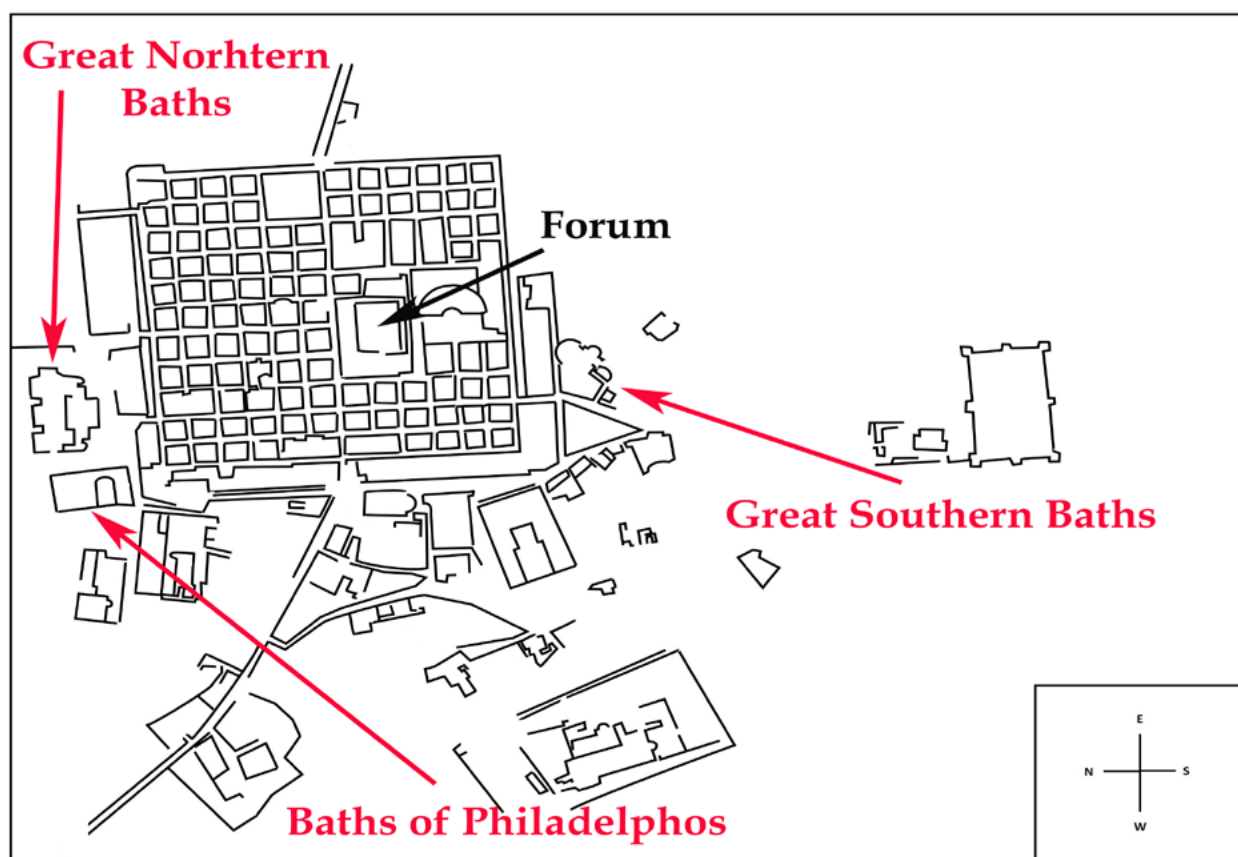 Great Norhtern
Baths
Forum
Great Southern Baths
Baths of Philadelphos
E
N S
W